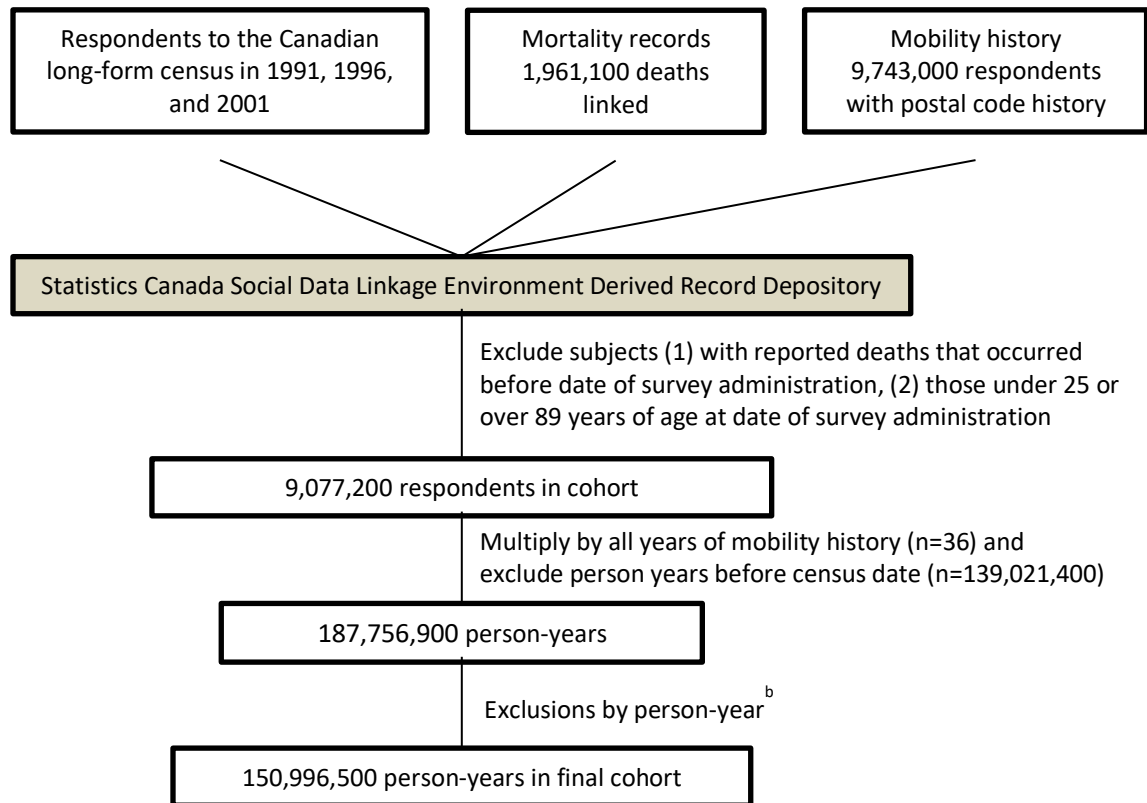 Respondents to the Canadian
long-form census in 1991, 1996,
and 2001
Mortality records
1,961,100 deaths
linked
Mobility history
9,743,000 respondents
with postal code history
Statistics Canada Social Data Linkage Environment Derived Record Depository
Exclude subjects (1) with reported deaths that occurred
before date of survey administration, (2) those under 25 or
over 89 years of age at date of survey administration
9,077,200 respondents in cohort
Multiply by all years of mobility history (n=36) and
exclude person years before census date (n=139,021,400)
187,756,900 person-years
Exclusions by person-year b
150,996,500 person-years in final cohort